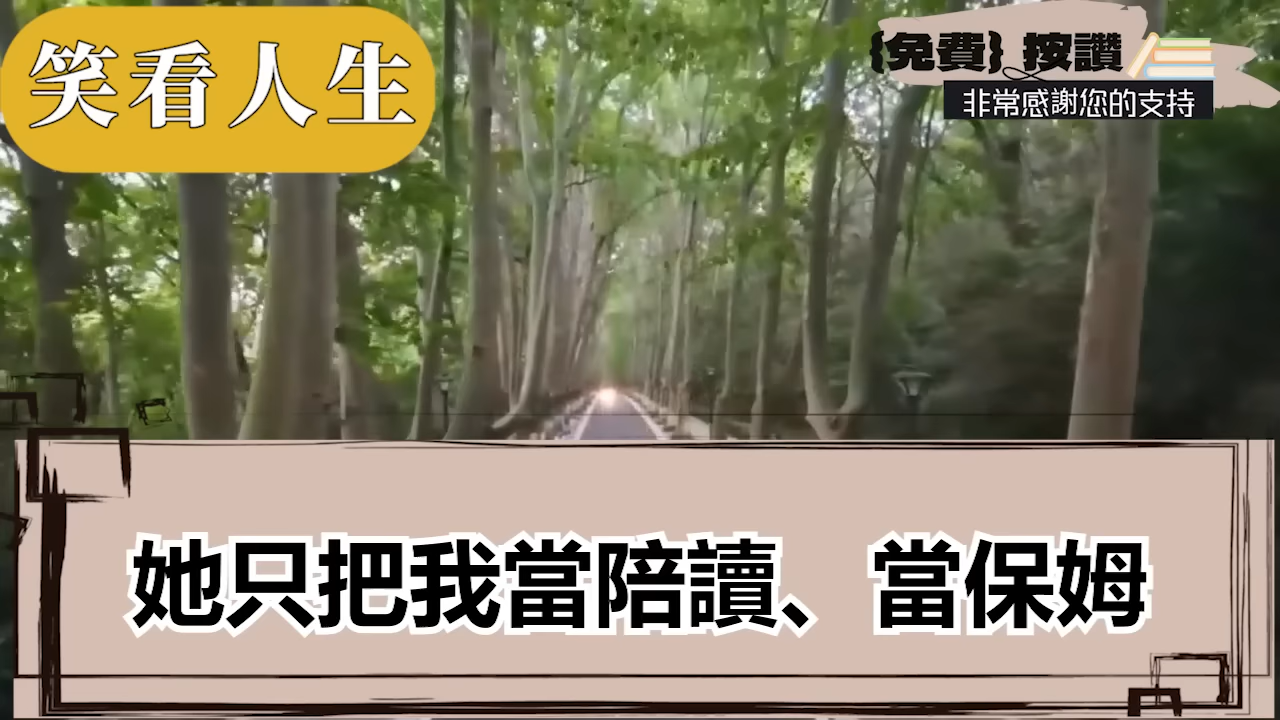 笑看人生
{免費} 按讚
非常感謝您的支持
她只把我當陪讀、當保姆